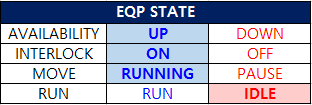 EQP STATE
AVAILABILITY UP DOWN
INTERLOCK ON OFF
MOVE RUNNING PAUSE
RUN RUN IDLE